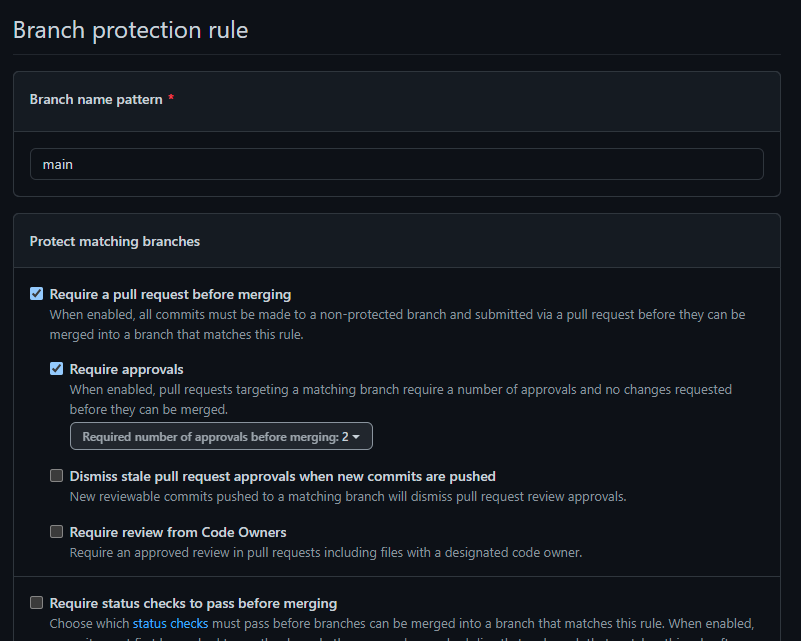 Branch protection rule
Branch name pattern *
main
Protect matching branches
Require a pull request before merging
When enabled, all commits must be made to a non-protected branch and submitted via a pull request before they can be
merged into a branch that matches this rule.
Require approvals
When enabled, pull requests targeting a matching branch require a number of approvals and no changes requested
before they can be merged.
Required number of approvals before merging: 2
Dismiss stale pull request approvals when new commits are pushed
New reviewable commits pushed to a matching branch will dismiss pull request review approvals.
Require review from Code Owners
Require an approved review in pull requests including files with a designated code owner.
Require status checks to pass before merging
Choose which status checks must pass before branches can be merged into a branch that matches this rule. When enabled,